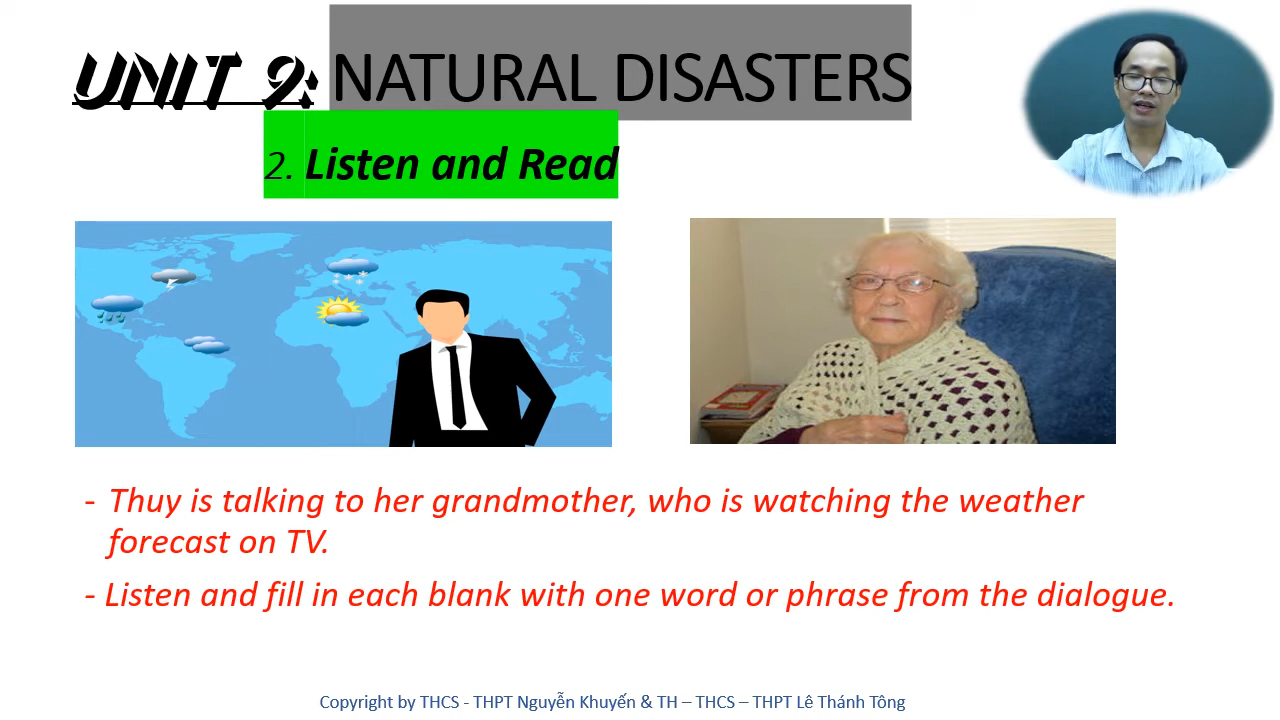 UNIT 9: NATURAL DISASTERS
2. Listen and Read
- Thuy is talking to her grandmother, who is watching the weather
forecast on TV.
- Listen and fill in each blank with one word or phrase from the dialogue.
Copyright by THCS - THPT Nguyễn Khuyến & TH – THCS – THPT Lê Thánh Tông